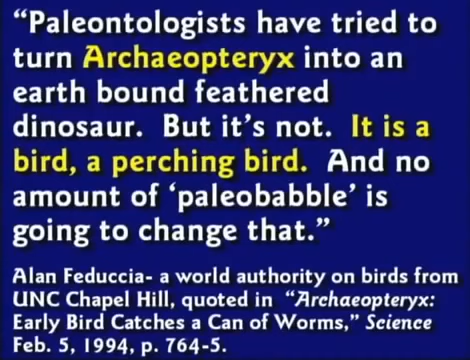 “Paleontologists have tried to
turn Archaeopteryx into an
earth bound feathered
dinosaur.  But it’s not.  It is a
bird, a perching bird.  And no
amount of ‘paleobabble’ is
going to change that.”
Alan Feduccia- a world authority on birds from
UNC Chapel Hill, quoted in  “Archaeopteryx:
Early Bird Catches a Can of Worms,” Science
Feb. 5, 1994, p. 764-5.